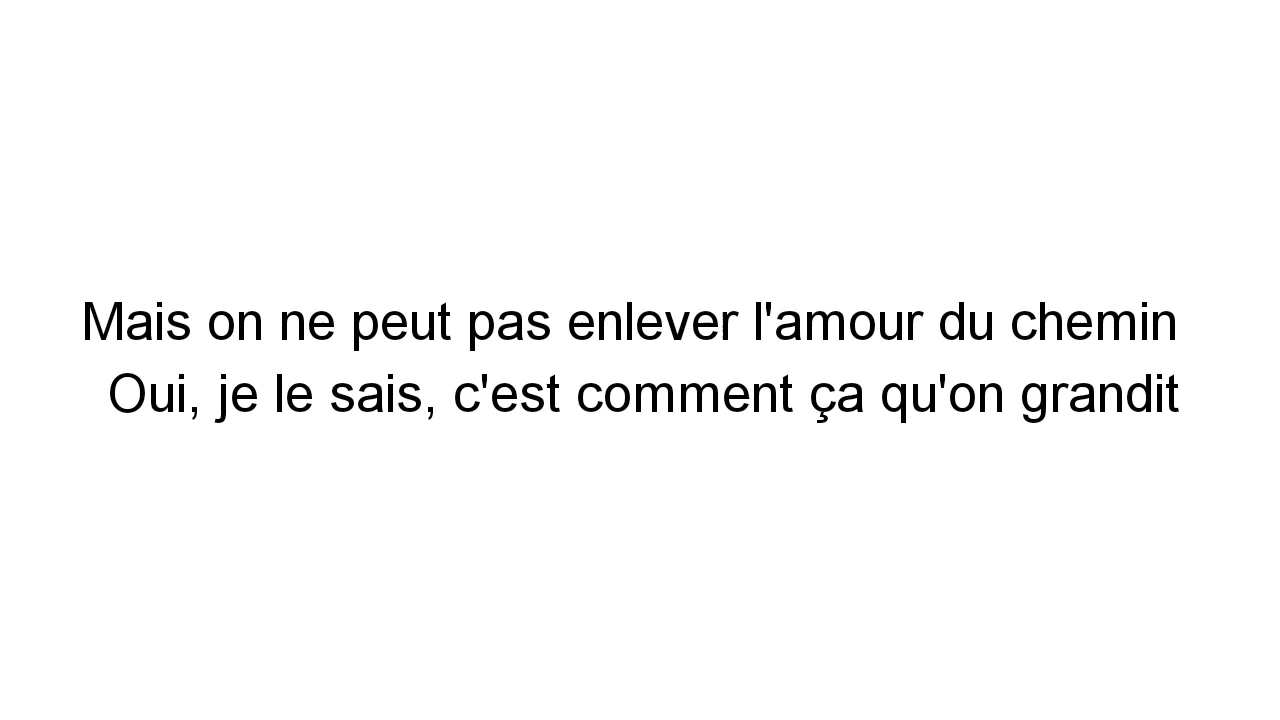 Mais on ne peut pas enlever l'amour du chemin
Oui, je le sais, c'est comment ça qu'on grandit